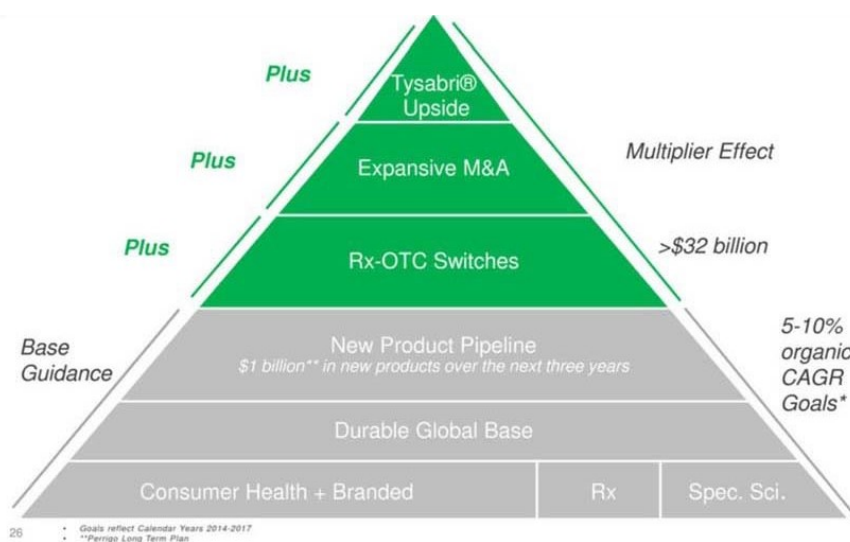 Plus
Tysabri®
Upside
Plus
Expansive M&A
Multiplier Effect
Plus
Rx-OTC Switches
>$32 billion
Base
Guidance
New Product Pipeline
$1 billion** in new products over the next three years
5-10%
organic
CAGR
Goals*
Durable Global Base
Consumer Health + Branded
Rx
Spec. Sci.
26
• Goals reflect Calendar Years 2014-2017
• **Perrigo Long Term Plan